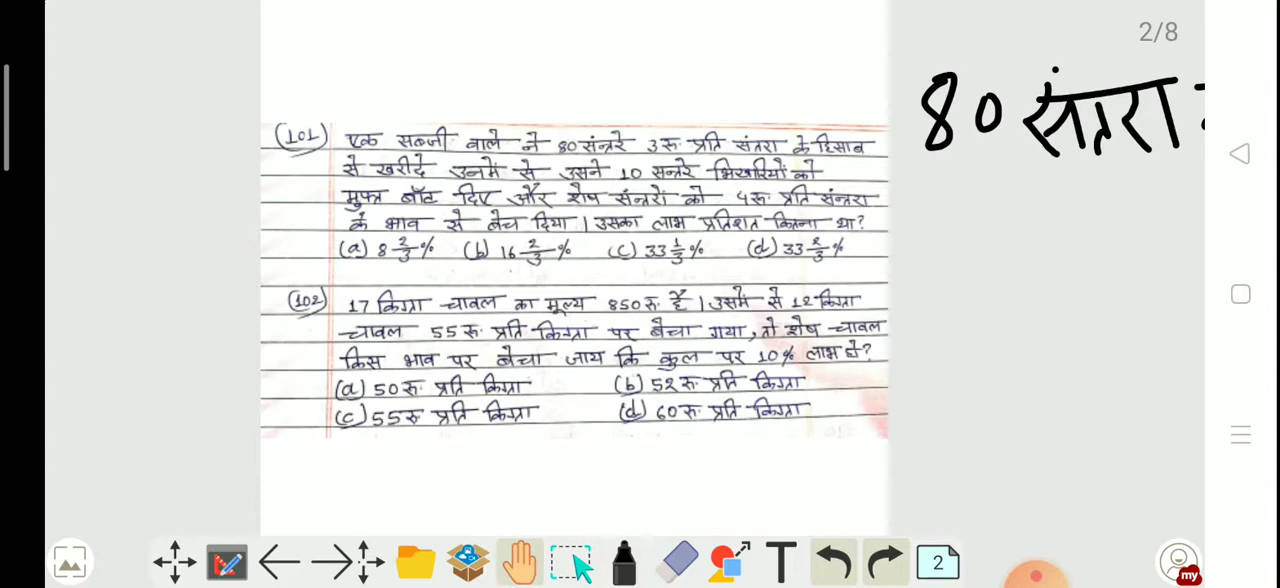 2/8
80 संतरा
(101) एक सब्जी वाले ने 80 संन्तरे 3रु॰ प्रति संतरा के हिसाब
से खरीदे उनमें से उसने 10 सन्तरे भिखारियों को
मुफ्त बाँट दिए और शेष संन्तरों को 4रु॰ प्रति संन्तरा
के भाव से बेच दिया । उसका लाभ प्रतिशत कितना था?
(a) 8 2/3 % (b) 16 2/3 % (c) 33 1/3 % (d) 33 2/3 %
(102) 17 किग्रा चावल का मूल्य 850रु॰ है । उसमें से 12 किग्रा
चावल 55रु॰ प्रति किग्रा पर बेचा गया, तो शेष चावल
किस भाव पर बेचा जाय कि कुल पर 10% लाभ हो?
(a) 50रु॰ प्रति किग्रा (b) 52रु॰ प्रति किग्रा
(c) 55रु प्रति किग्रा (d) 60रु॰ प्रति किग्रा
T
2
my